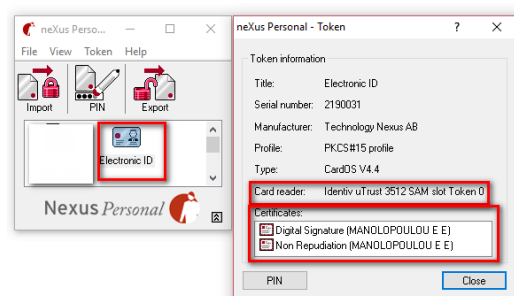 neXus Perso...
File View Token Help
Import PIN Export
Electronic ID
Nexus Personal
neXus Personal - Token
Token information
Title: Electronic ID
Serial number: 2190031
Manufacturer: Technology Nexus AB
Profile: PKCS#15 profile
Type: CardOS V4.4
Card reader: Identiv uTrust 3512 SAM slot Token 0
Certificates:
Digital Signature (MANOLOPOULOU E E)
Non Repudiation (MANOLOPOULOU E E)
PIN Close